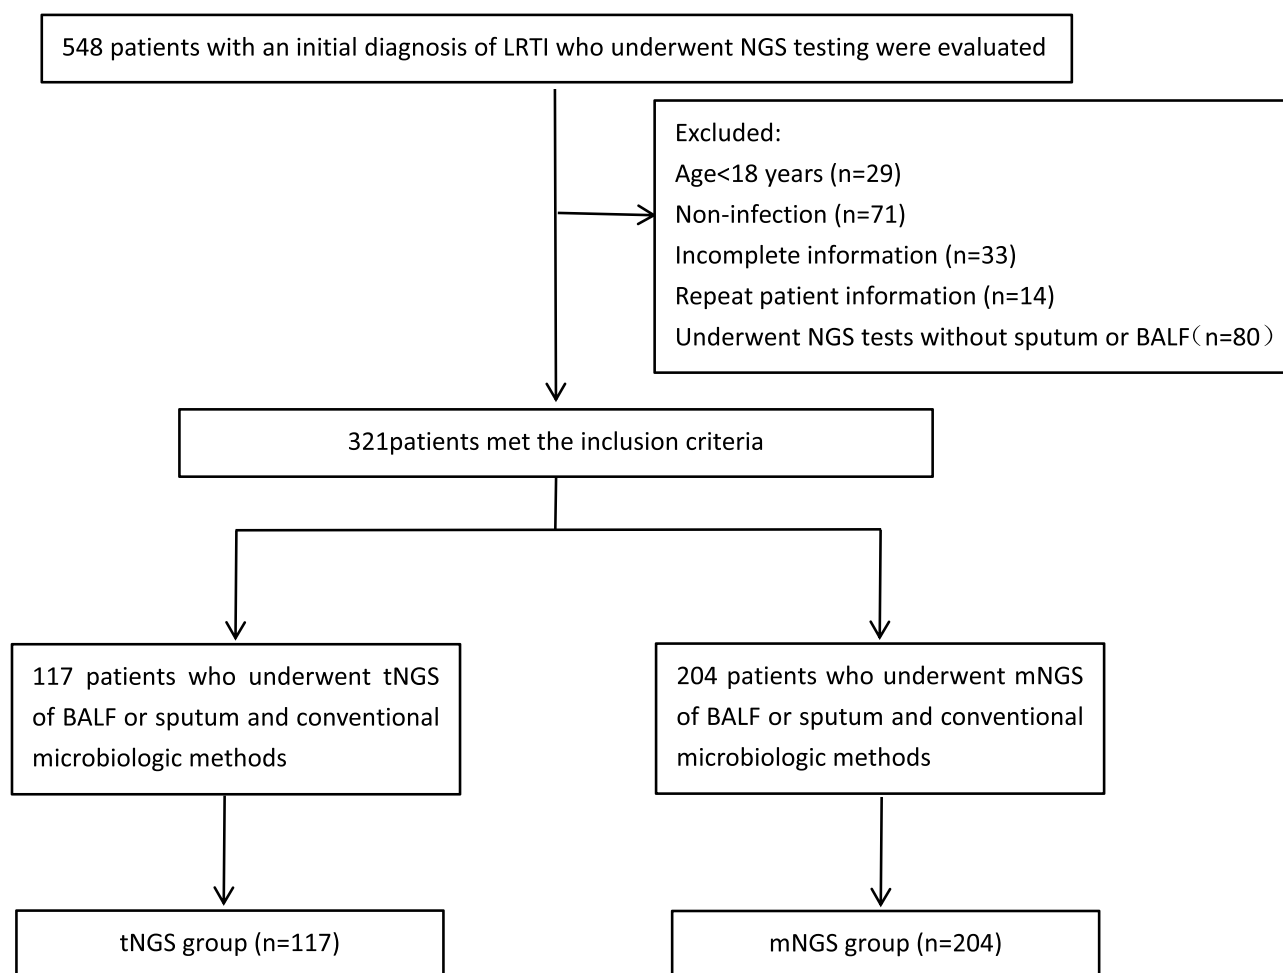 548 patients with an initial diagnosis of LRTI who underwent NGS testing were evaluated
Excluded:
Age<18 years (n=29)
Non-infection (n=71)
Incomplete information (n=33)
Repeat patient information (n=14)
Underwent NGS tests without sputum or BALF（n=80）
321patients met the inclusion criteria
117 patients who underwent tNGS
of BALF or sputum and conventional
microbiologic methods
204 patients who underwent mNGS
of BALF or sputum and conventional
microbiologic methods
tNGS group (n=117)
mNGS group (n=204)